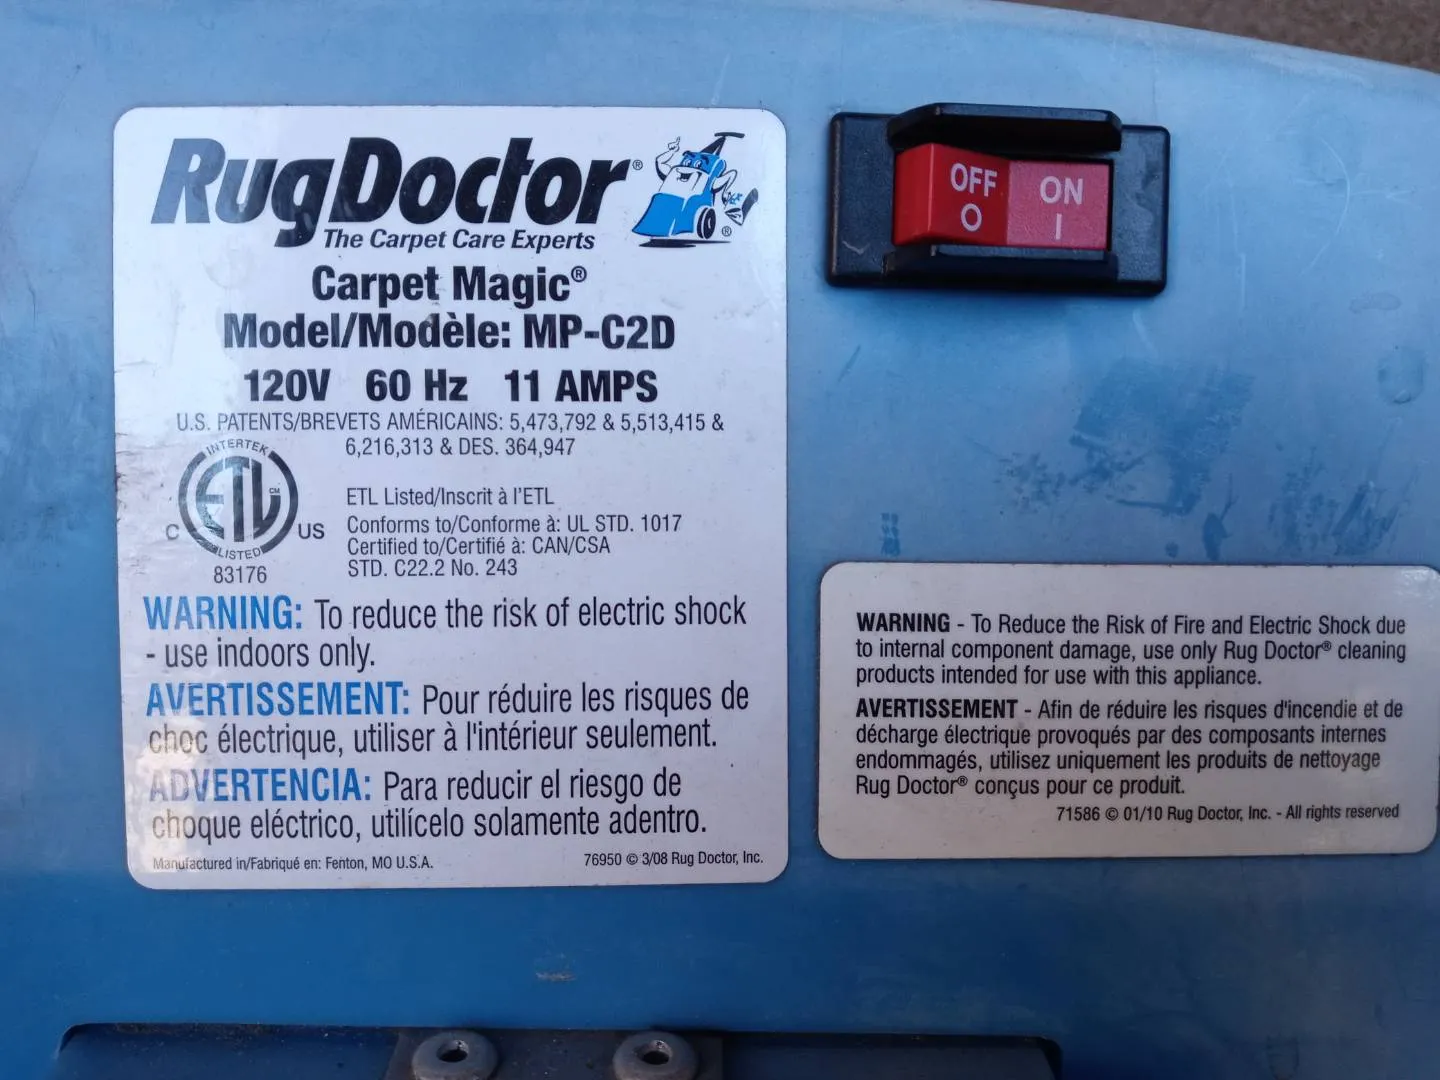 RugDoctor®
The Carpet Care Experts
®
Carpet Magic®
Model/Modèle: MP-C2D
120V 60 Hz 11 AMPS
U.S. PATENTS/BREVETS AMÉRICAINS: 5,473,792 & 5,513,415 &
6,216,313 & DES. 364,947
INTERTEK
ETL CM
C US
LISTED
83176
ETL Listed/Inscrit à l'ETL
Conforms to/Conforme à: UL STD. 1017
Certified to/Certifié à: CAN/CSA
STD. C22.2 No. 243
WARNING: To reduce the risk of electric shock
- use indoors only.
AVERTISSEMENT: Pour réduire les risques de
choc électrique, utiliser à l'intérieur seulement.
ADVERTENCIA: Para reducir el riesgo de
choque eléctrico, utilícelo solamente adentro.
Manufactured in/Fabriqué en: Fenton, MO U.S.A.
76950 © 3/08 Rug Doctor, Inc.
OFF ON
O I
WARNING - To Reduce the Risk of Fire and Electric Shock due
to internal component damage, use only Rug Doctor® cleaning
products intended for use with this appliance.
AVERTISSEMENT - Afin de réduire les risques d'incendie et de
décharge électrique provoqués par des composants internes
endommagés, utilisez uniquement les produits de nettoyage
Rug Doctor® conçus pour ce produit.
71586 © 01/10 Rug Doctor, Inc. - All rights reserved